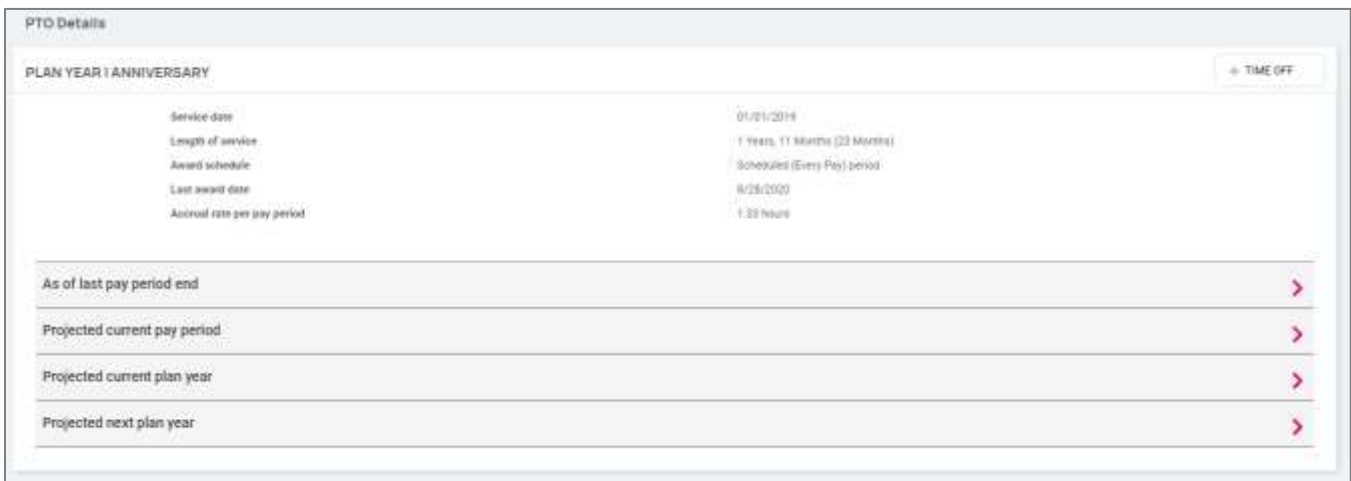 PTO Details
PLAN YEAR | ANNIVERSARY
+ TIME OFF
Service date 01/01/2019
Length of service 1 Years, 11 Months (23 Months)
Award schedule Scheduled (Every Pay) period
Last award date /28/2020
Accrual rate per pay period 1.33 hours
As of last pay period end
Projected current pay period
Projected current plan year
Projected next plan year